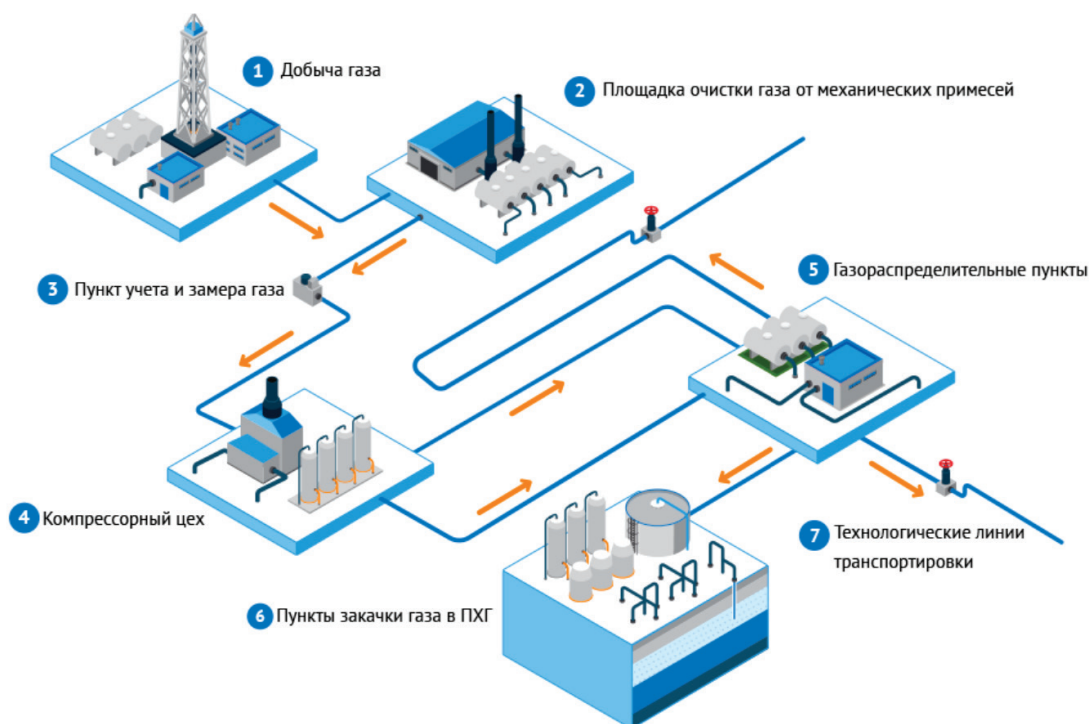 1 Добыча газа
2 Площадка очистки газа от механических примесей
3 Пункт учета и замера газа
4 Компрессорный цех
5 Газораспределительные пункты
6 Пункты закачки газа в ПХГ
7 Технологические линии
транспортировки